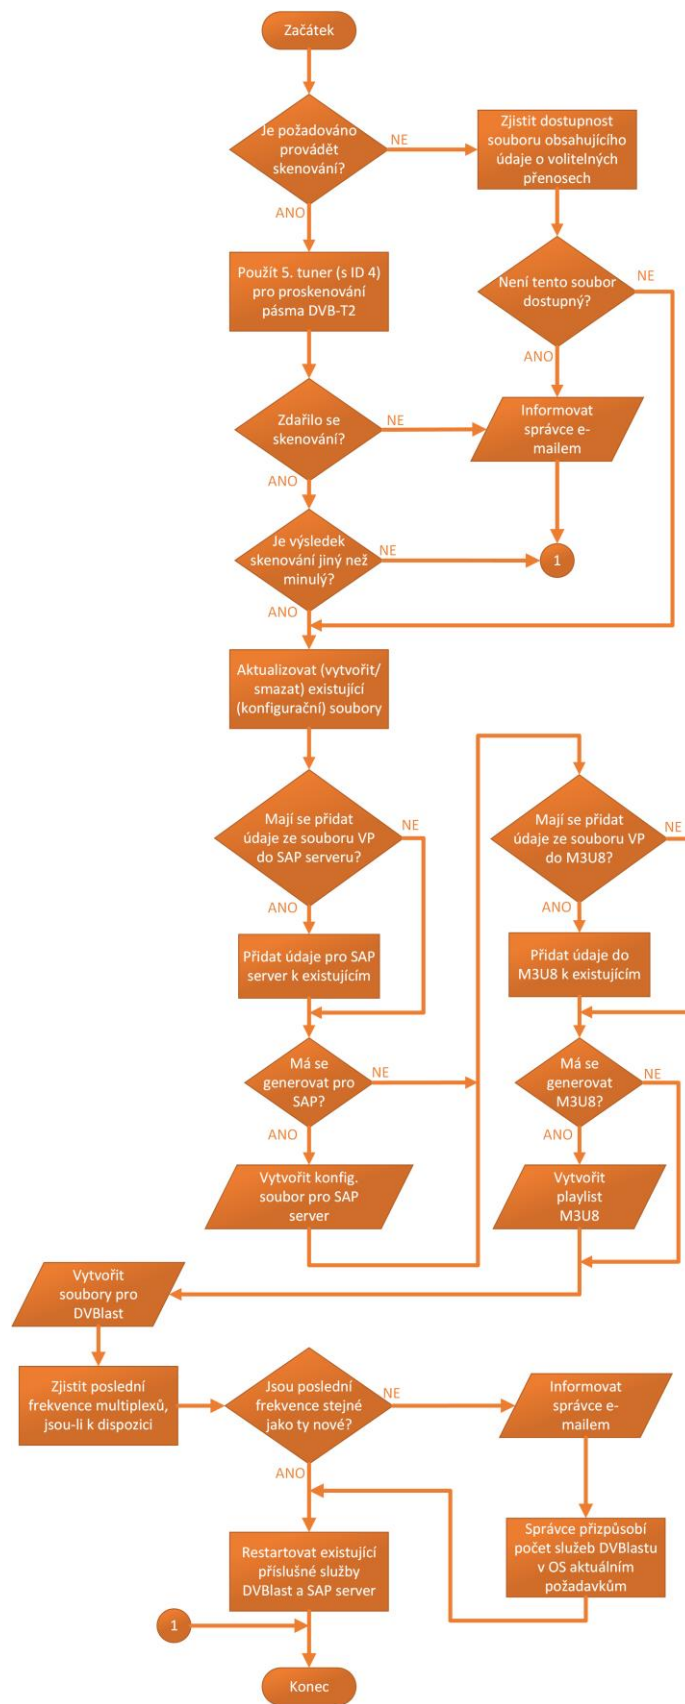 Začátek
Je požadováno
provádět
skenování?
NE
Zjistit dostupnost
souboru obsahujícího
údaje o volitelných
přenosech
ANO
Použít 5. tuner (s ID 4)
pro proskenování
pásma DVB-T2
Není tento soubor
dostupný?
NE
ANO
Zdařilo se
skenování?
NE
Informovat
správce e-
mailem
ANO
Je výsledek
skenování jiný než
minulý?
NE
1
ANO
Aktualizovat (vytvořit/
smazat) existující
(konfigurační) soubory
Mají se přidat
údaje ze souboru VP
do SAP serveru?
NE
ANO
Přidat údaje pro SAP
server k existujícím
Má se
generovat pro
SAP?
NE
ANO
Vytvořit konfig.
soubor pro SAP
server
Mají se přidat
údaje ze souboru VP
do M3U8?
NE
ANO
Přidat údaje do
M3U8 k existujícím
Má se
generovat
M3U8?
NE
ANO
Vytvořit
playlist
M3U8
Vytvořit
soubory pro
DVBlast
Zjistit poslední
frekvence multiplexů,
jsou-li k dispozici
Jsou poslední
frekvence stejné
jako ty nové?
NE
Informovat
správce e-
mailem
ANO
Správce přizpůsobí
počet služeb DVBlastu
v OS aktuálním
požadavkům
Restartovat existující
příslušné služby
DVBlast a SAP server
1
Konec